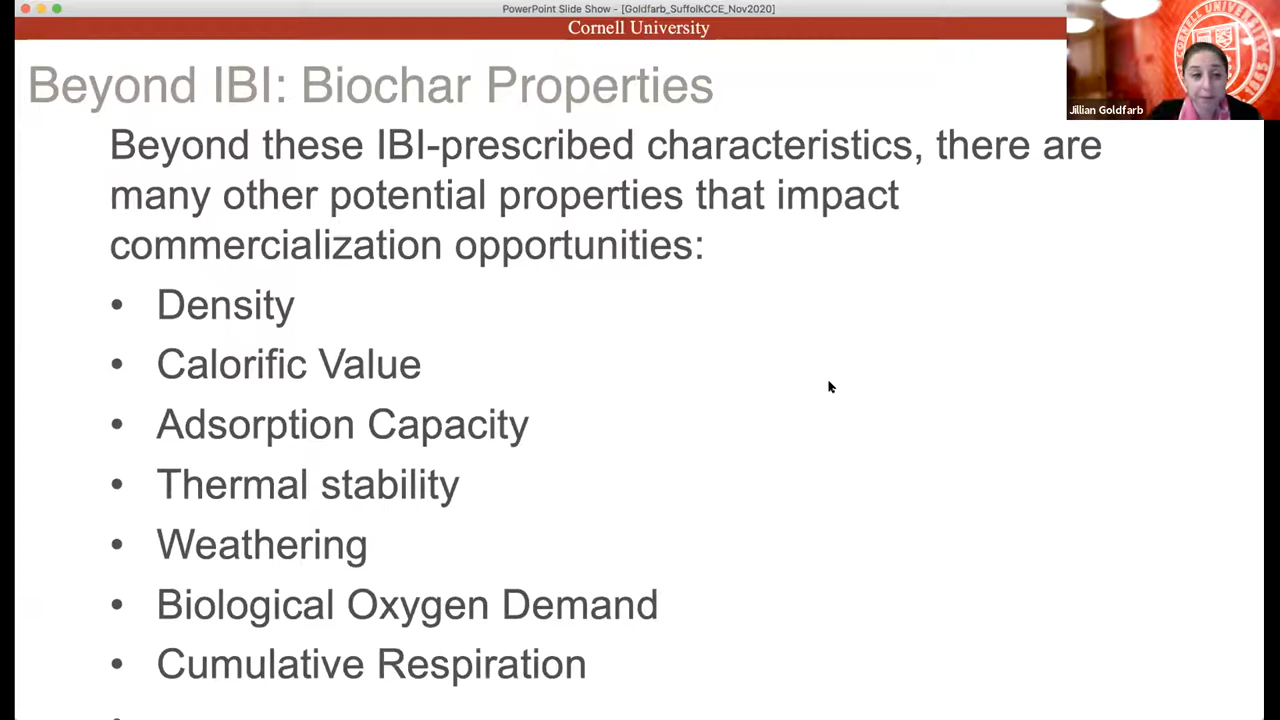 PowerPoint Slide Show - [Goldfarb_SuffolkCCE_Nov2020]
Cornell University
Beyond IBI: Biochar Properties
Jillian Goldfarb
Beyond these IBI-prescribed characteristics, there are
many other potential properties that impact
commercialization opportunities:
• Density
• Calorific Value
• Adsorption Capacity
• Thermal stability
• Weathering
• Biological Oxygen Demand
• Cumulative Respiration